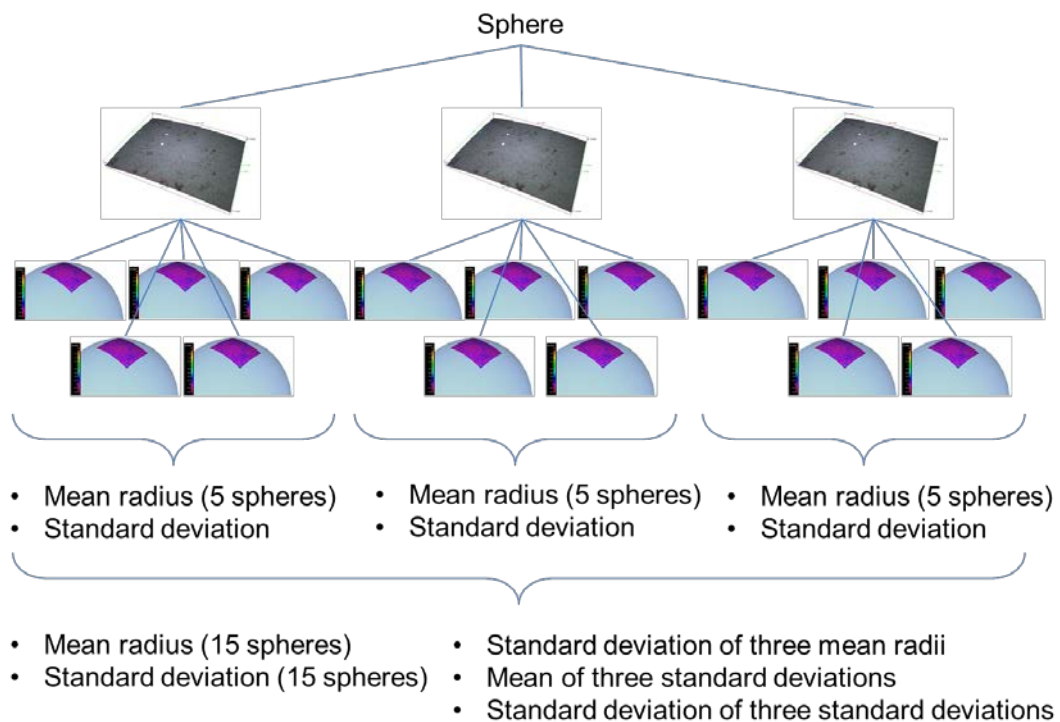 Sphere
• Mean radius (5 spheres)
• Standard deviation
• Mean radius (5 spheres)
• Standard deviation
• Mean radius (5 spheres)
• Standard deviation
• Mean radius (15 spheres)
• Standard deviation (15 spheres)
• Standard deviation of three mean radii
• Mean of three standard deviations
• Standard deviation of three standard deviations